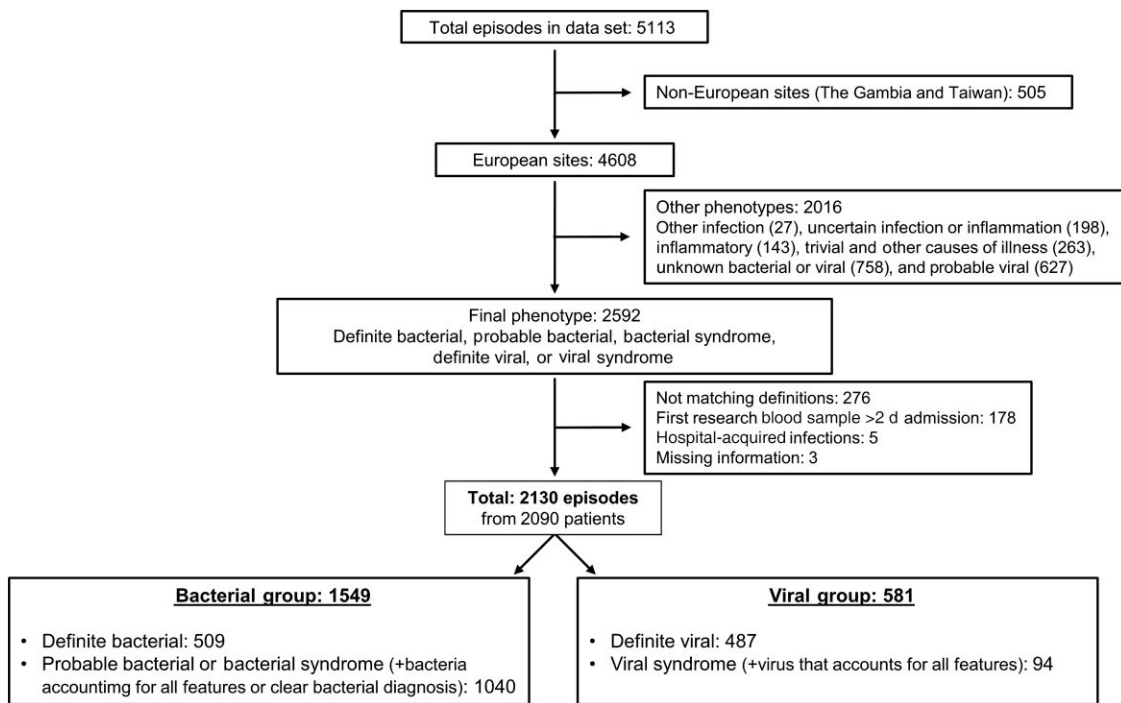 Total episodes in data set: 5113
Non-European sites (The Gambia and Taiwan): 505
European sites: 4608
Other phenotypes: 2016
Other infection (27), uncertain infection or inflammation (198),
inflammatory (143), trivial and other causes of illness (263),
unknown bacterial or viral (758), and probable viral (627)
Final phenotype: 2592
Definite bacterial, probable bacterial, bacterial syndrome,
definite viral, or viral syndrome
Not matching definitions: 276
First research blood sample >2 d admission: 178
Hospital-acquired infections: 5
Missing information: 3
Total: 2130 episodes
from 2090 patients
Bacterial group: 1549
• Definite bacterial: 509
• Probable bacterial or bacterial syndrome (+bacteria
accountimg for all features or clear bacterial diagnosis): 1040
Viral group: 581
• Definite viral: 487
• Viral syndrome (+virus that accounts for all features): 94